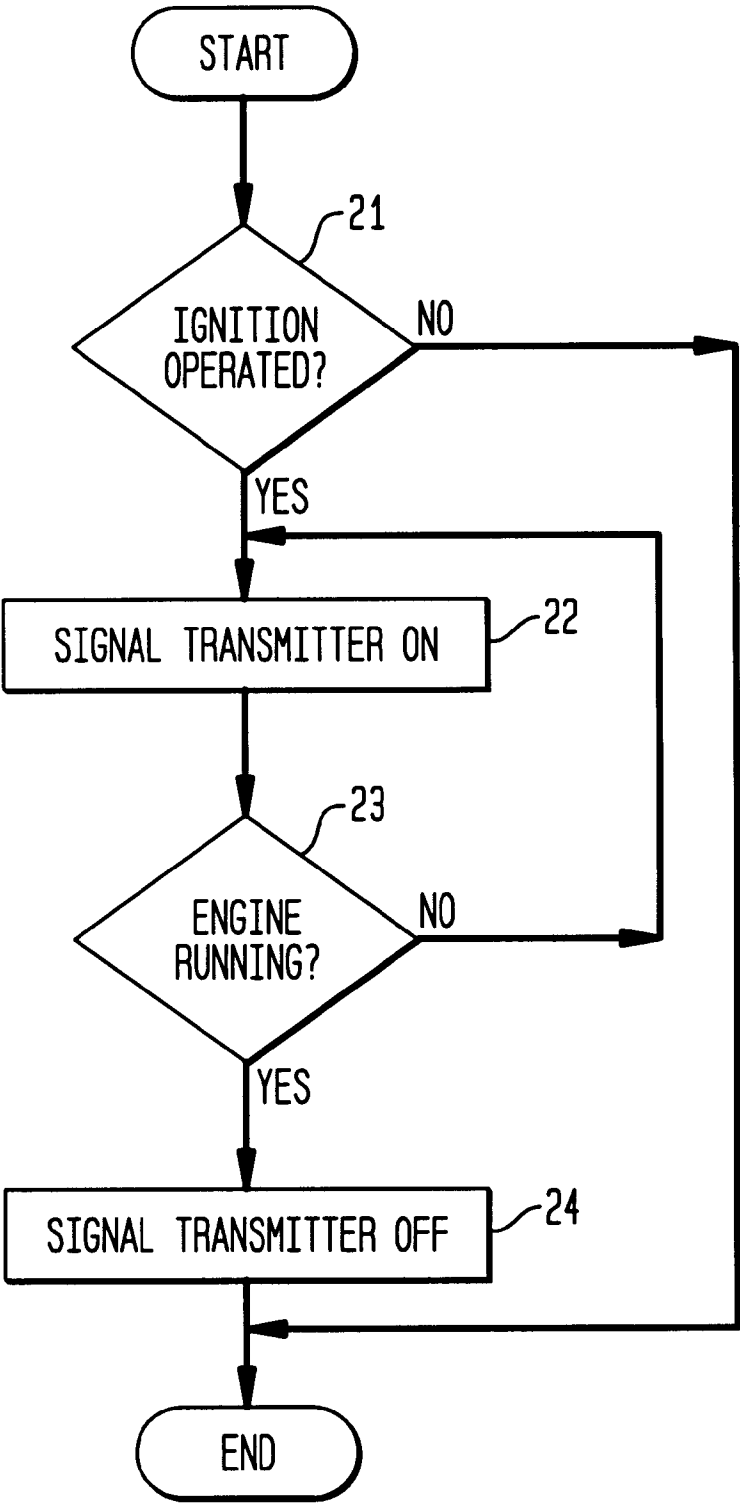 START
21
IGNITION
OPERATED?
NO
YES
SIGNAL TRANSMITTER ON
22
23
ENGINE
RUNNING?
NO
YES
SIGNAL TRANSMITTER OFF
24
END